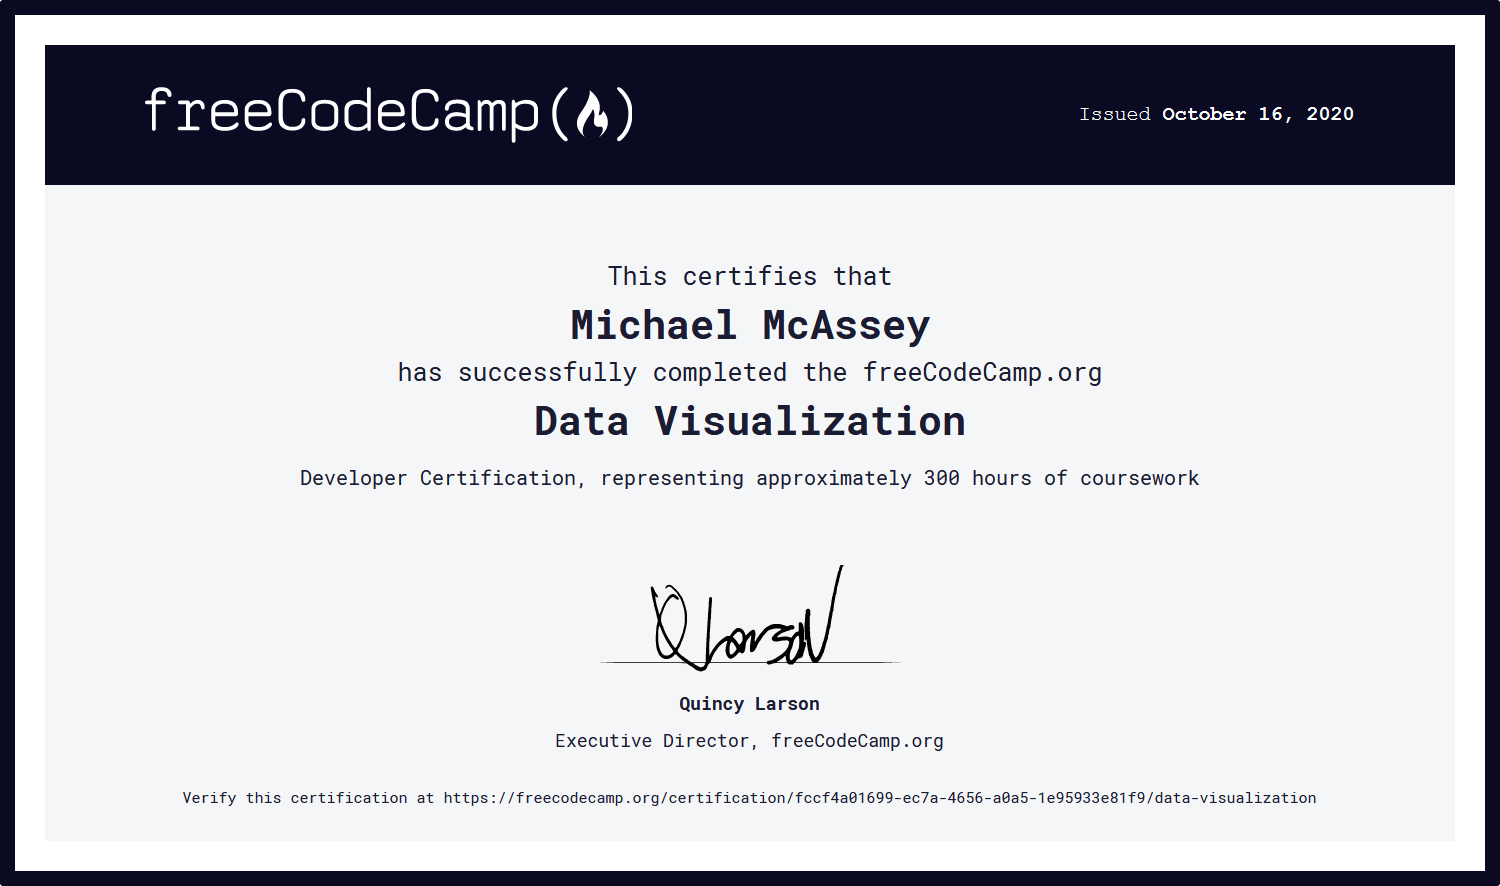 freeCodeCamp(🔥)
Issued October 16, 2020
This certifies that
Michael McAssey
has successfully completed the freeCodeCamp.org
Data Visualization
Developer Certification, representing approximately 300 hours of coursework
Q Larson
Quincy Larson
Executive Director, freeCodeCamp.org
Verify this certification at https://freecodecamp.org/certification/fccf4a01699-ec7a-4656-a0a5-1e95933e81f9/data-visualization